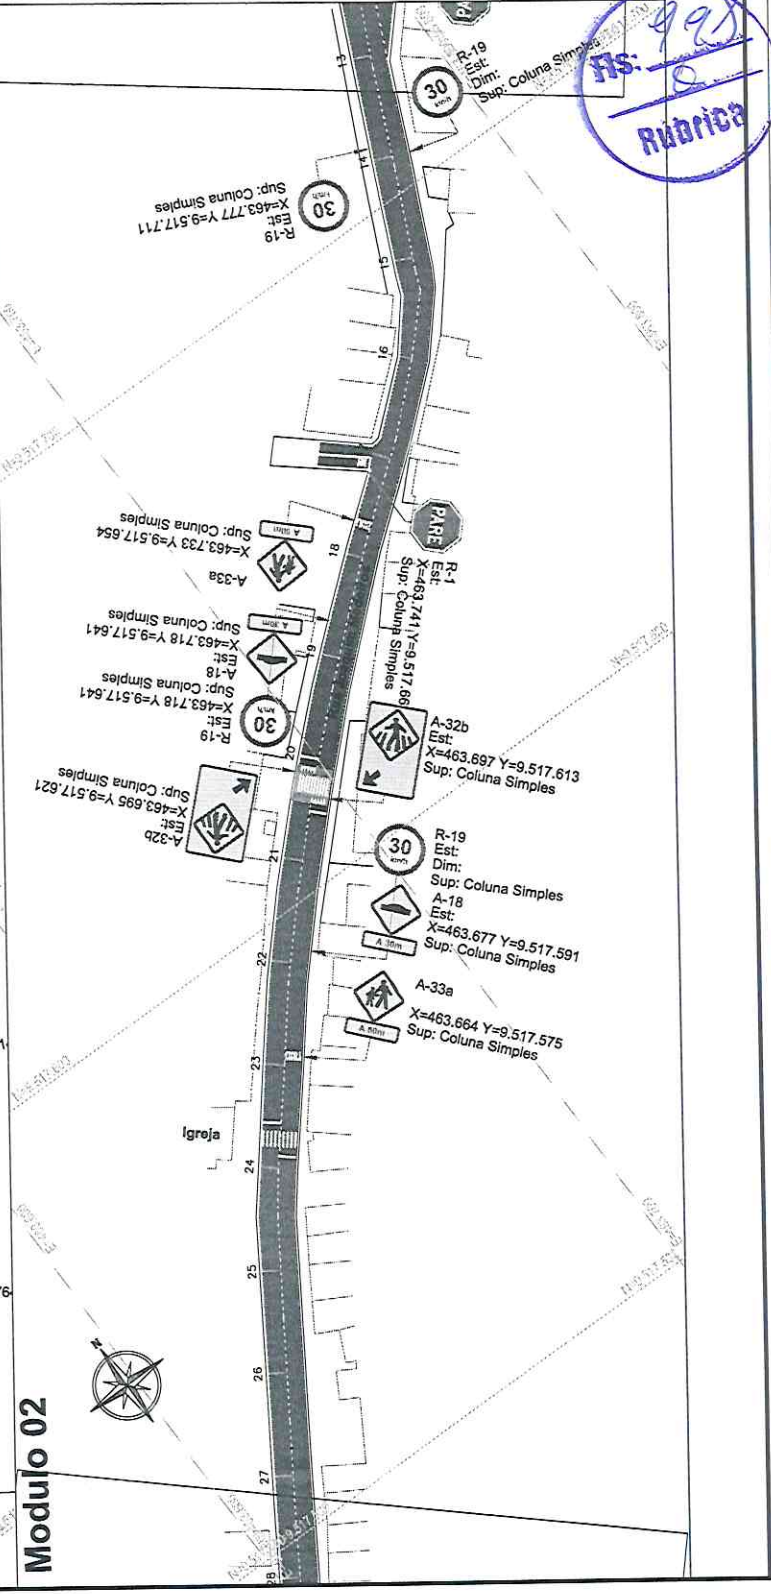 PA
R-19
Est:
Dim:
Sup: Coluna Simples
30
km/h
Fls:
Rubrica
13
14
R-19
Est:
X=463.777 Y=9.517.711
Sup: Coluna Simples
30
km/h
15
16
PARE
R-1
Est:
X=463.741 Y=9.517.66
Sup: Coluna Simples
18
A 50m
A-33a
X=463.733 Y=9.517.654
Sup: Coluna Simples
19
A 30m
A-18
Est:
X=463.718 Y=9.517.641
Sup: Coluna Simples
30
km/h
R-19
Est:
X=463.718 Y=9.517.641
Sup: Coluna Simples
20
A-32b
Est:
X=463.697 Y=9.517.613
Sup: Coluna Simples
A-32b
Est:
X=463.695 Y=9.517.621
Sup: Coluna Simples
21
30
km/h
R-19
Est:
Dim:
Sup: Coluna Simples
A-18
Est:
X=463.677 Y=9.517.591
Sup: Coluna Simples
A 30m
22
A-33a
X=463.664 Y=9.517.575
Sup: Coluna Simples
A 50m
23
Igreja
24
25
26
27
28
N
Modulo 02